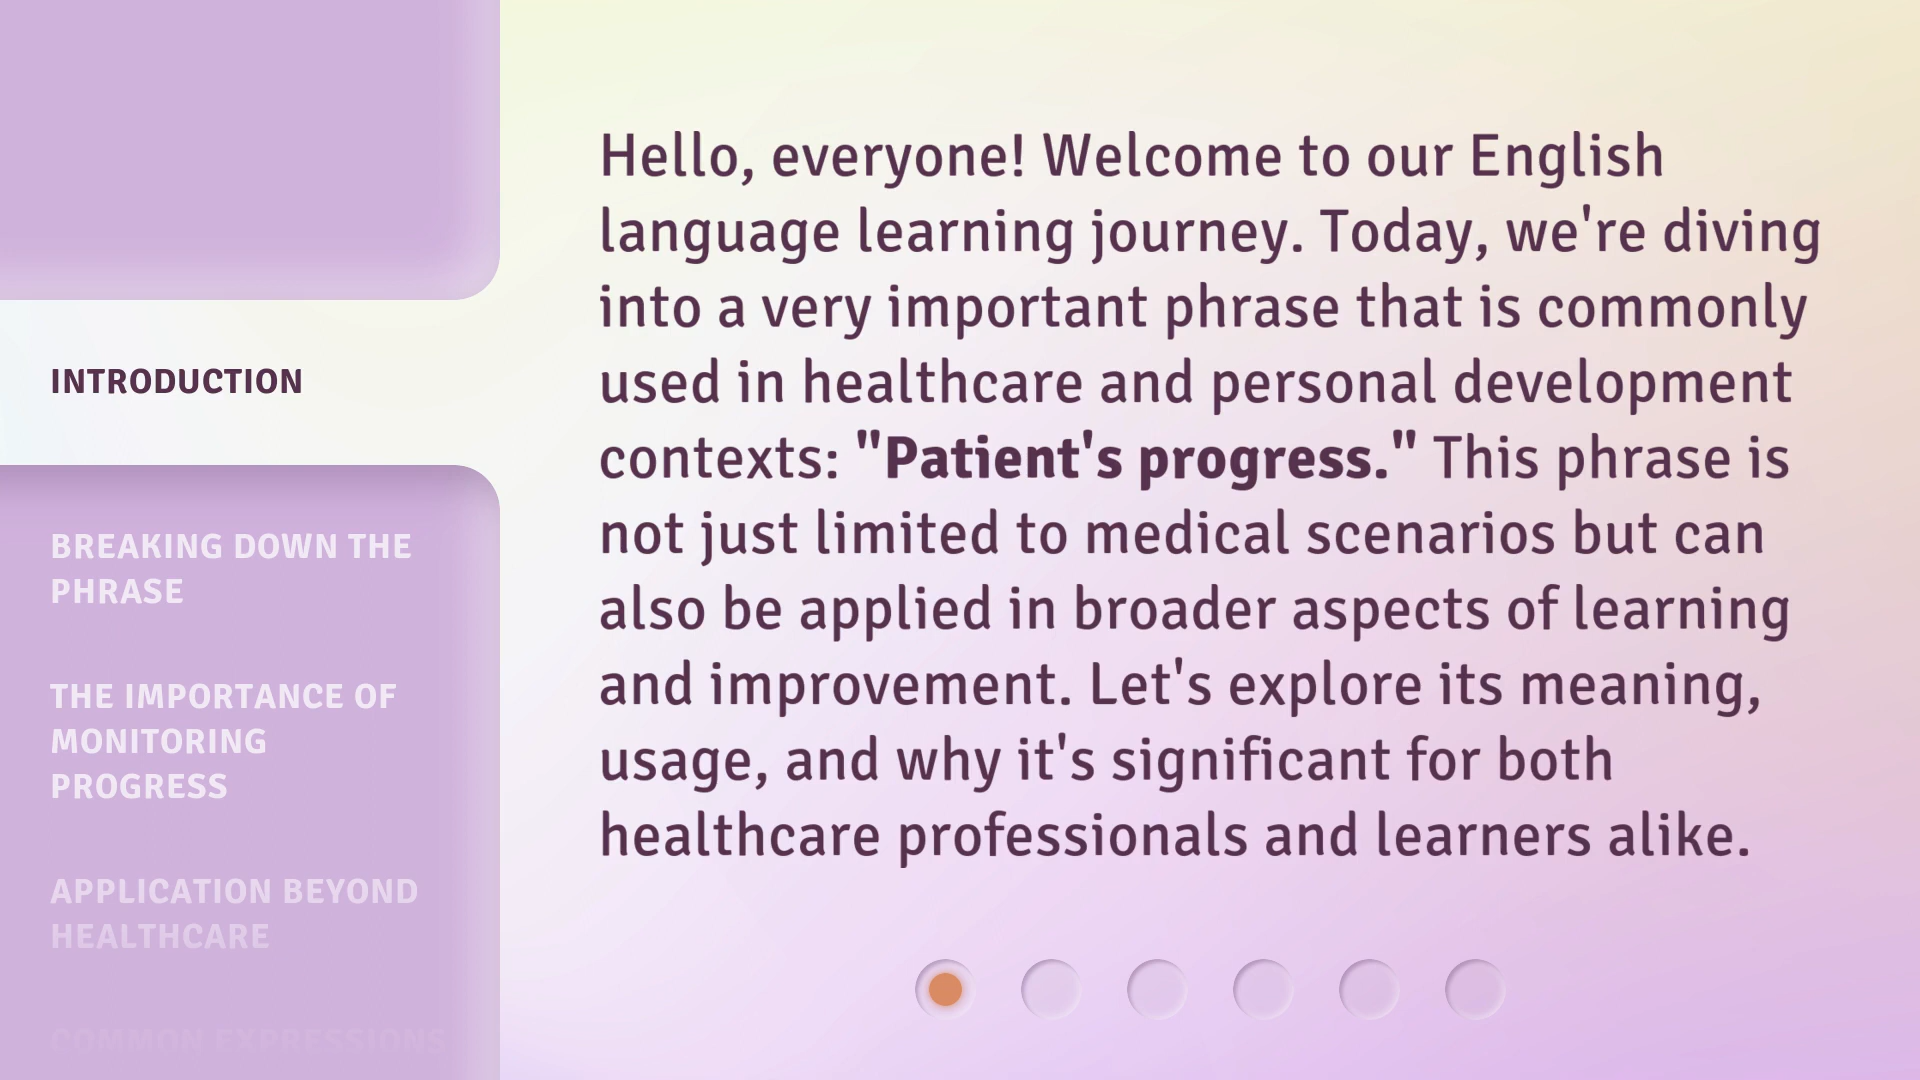 INTRODUCTION
BREAKING DOWN THE
PHRASE
THE IMPORTANCE OF
MONITORING
PROGRESS
APPLICATION BEYOND
HEALTHCARE
COMMON EXPRESSIONS
Hello, everyone! Welcome to our English
language learning journey. Today, we're diving
into a very important phrase that is commonly
used in healthcare and personal development
contexts: "Patient's progress." This phrase is
not just limited to medical scenarios but can
also be applied in broader aspects of learning
and improvement. Let's explore its meaning,
usage, and why it's significant for both
healthcare professionals and learners alike.